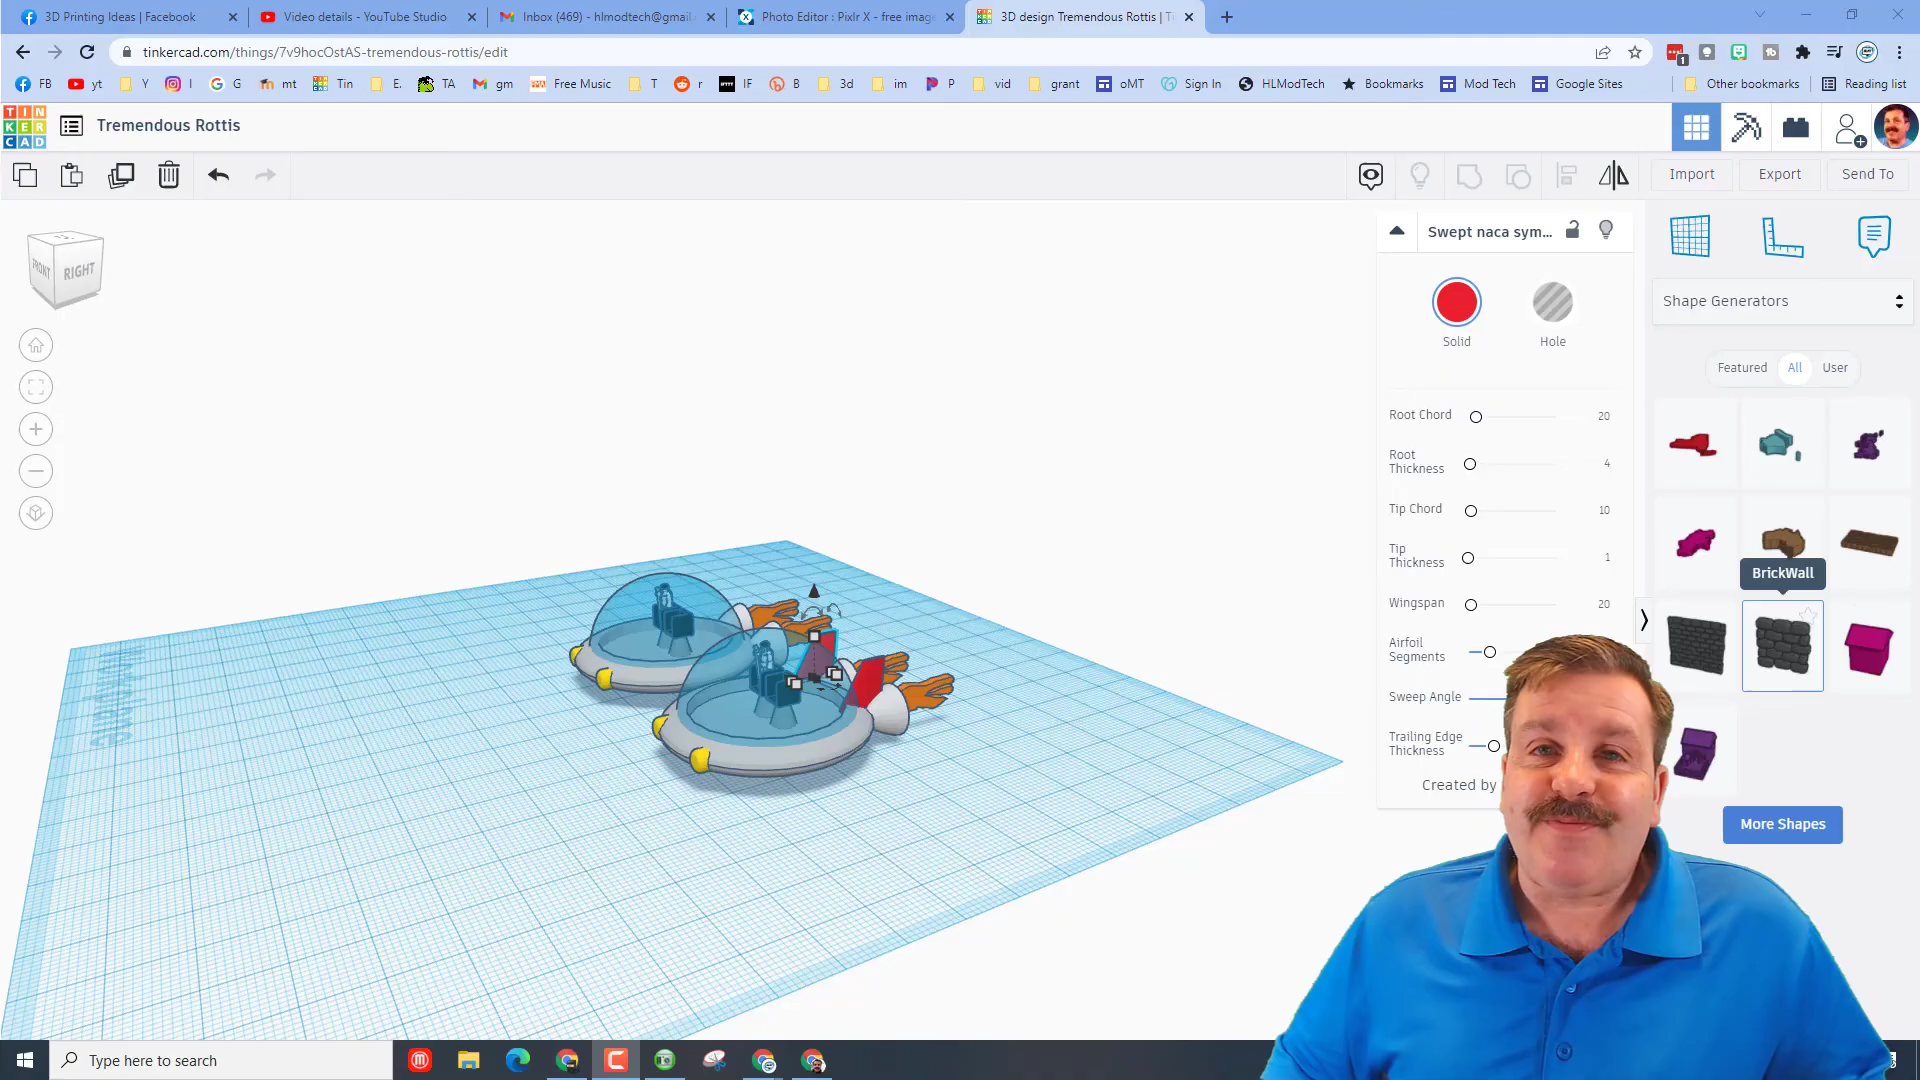 3D Printing Ideas | Facebook
Video details - YouTube Studio
Inbox (469) - hlmodtech@gmail.
Photo Editor : Pixlr X - free image
3D design Tremendous Rottis | Ti
tinkercad.com/things/7v9hocOstAS-tremendous-rottis/edit
1
FB
yt
Y
I
G
mt
Tin
E.
TA
gm
Free Music
T
r
IF
B
3d
im
P
vid
grant
oMT
Sign In
HLModTech
Bookmarks
Mod Tech
Google Sites
Other bookmarks
Reading list
TINKERCAD
Tremendous Rottis
Import
Export
Send To
FRONT
RIGHT
Swept naca sym...
Solid
Hole
Root Chord 20
Root Thickness 4
Tip Chord 10
Tip Thickness 1
Wingspan 20
Airfoil Segments
Sweep Angle
Trailing Edge Thickness
Created by
Shape Generators
Featured
All
User
BrickWall
More Shapes
Type here to search